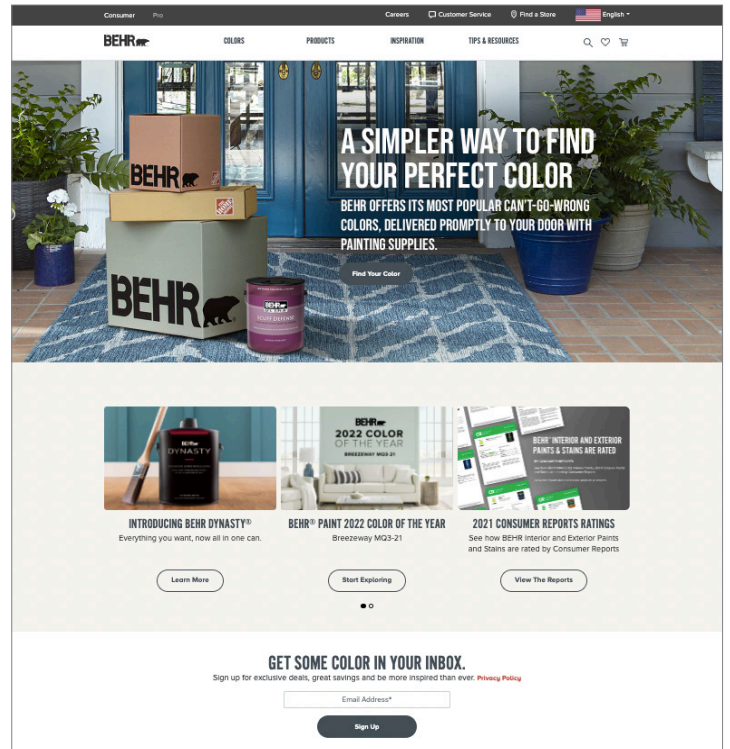 Consumer Pro Careers Customer Service Find a Store English
BEHR COLORS PRODUCTS INSPIRATION TIPS & RESOURCES
A SIMPLER WAY TO FIND
YOUR PERFECT COLOR
BEHR OFFERS ITS MOST POPULAR CAN'T-GO-WRONG
COLORS, DELIVERED PROMPTLY TO YOUR DOOR WITH
PAINTING SUPPLIES.
Find Your Color
BEHR
BEHR
BEHR
SCUFF DEFENSE
BEHR
DYNASTY
BEHR
2022 COLOR
OF THE YEAR
BREEZEWAY MQ3-21
BEHR® INTERIOR AND EXTERIOR
PAINTS & STAINS ARE RATED
INTRODUCING BEHR DYNASTY®
Everything you want, now all in one can.
Learn More
BEHR® PAINT 2022 COLOR OF THE YEAR
Breezeway MQ3-21
Start Exploring
2021 CONSUMER REPORTS RATINGS
See how BEHR Interior and Exterior Paints
and Stains are rated by Consumer Reports
View The Reports
GET SOME COLOR IN YOUR INBOX.
Sign up for exclusive deals, great savings and be more inspired than ever. Privacy Policy
Email Address*
Sign Up